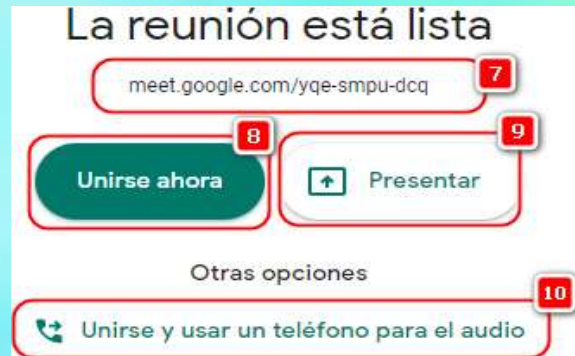 La reunión está lista
meet.google.com/yqe-smpu-dcq
7
8
9
Unirse ahora
Presentar
Otras opciones
10
Unirse y usar un teléfono para el audio